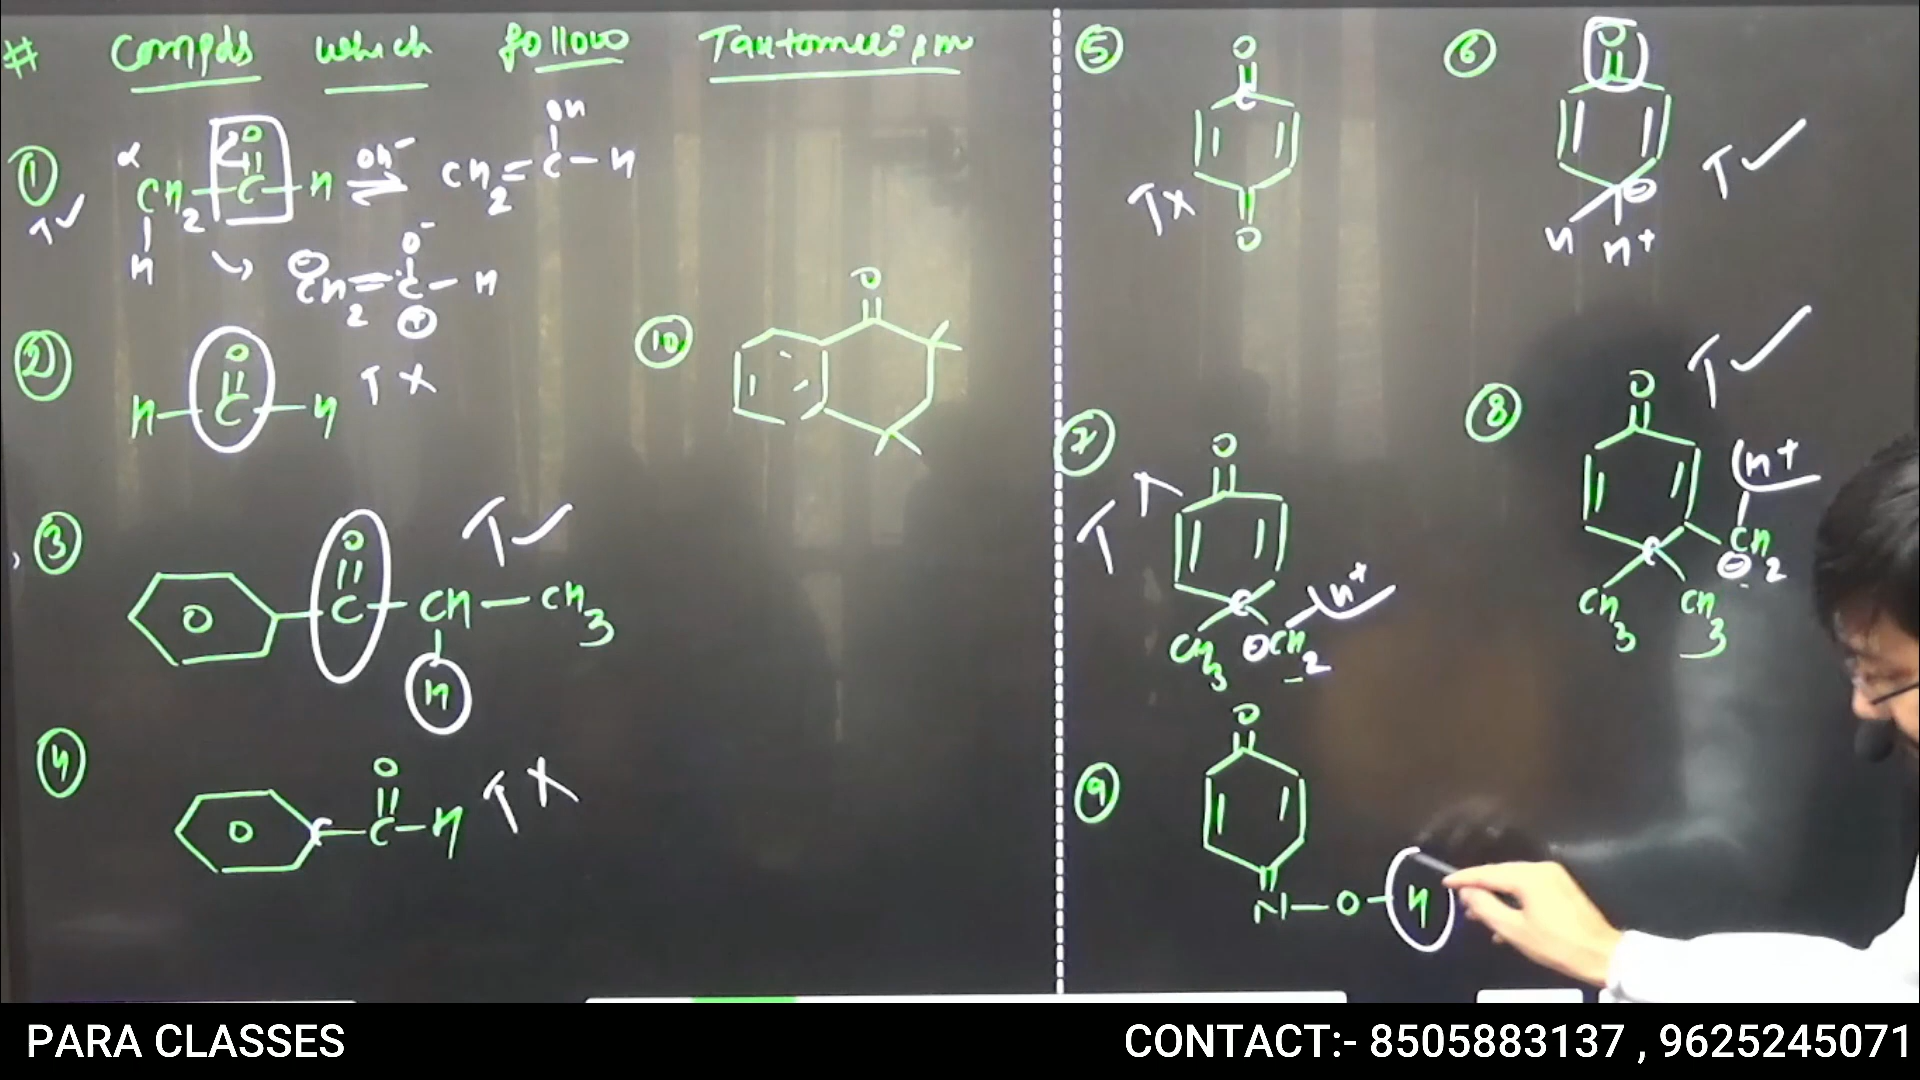 # Compds which follow Tautomerism
① α CH2 - C - H OH- ⇌ CH2 = C - H
O
OH
H
T✓
⊖CH2 = C - H
O-
⊕
② H - C - H T ×
O
③ C - CH - CH3 T✓
O
O
H
④ C - C - H T ×
O
O
⑤ O
C
T×
O
⑥ O
T✓
⊖
H H+
⑦ O
T
C
H+
CH3 ⊖CH2
⑧ O
T✓
H+
C
CH2
⊖
CH3 CH3
⑨ O
N - O - H
⑩ O
PARA CLASSES
CONTACT:- 8505883137 , 9625245071